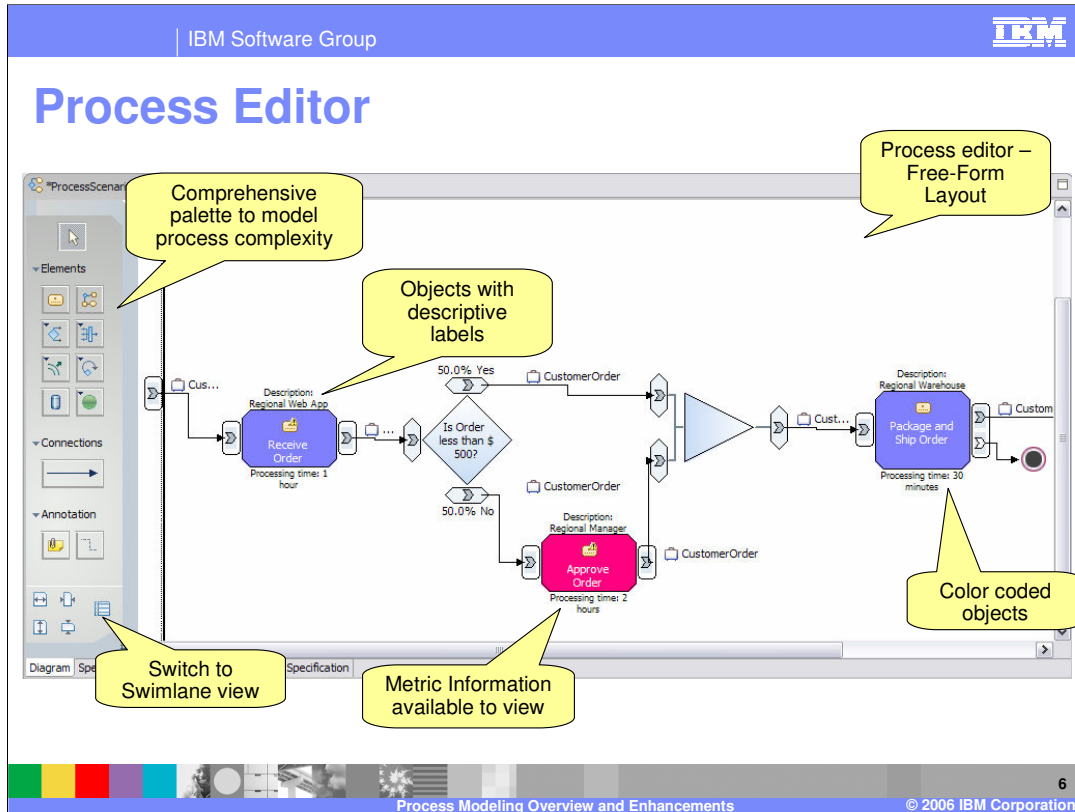 IBM Software Group
IBM
Process Editor
Process editor –
Free-Form
Layout
*ProcessScenari
Comprehensive
palette to model
process complexity
Elements
Objects with
descriptive
labels
50.0% Yes
CustomerOrder
Cus...
Description:
Regional Web App
Receive
Order
Processing time: 1
hour
...
Is Order
less than $
500?
50.0% No
CustomerOrder
Description:
Regional Manager
Approve
Order
Processing time: 2
hours
CustomerOrder
Cust...
Description:
Regional Warehouse
Package and
Ship Order
Processing time: 30
minutes
Custom
Connections
Annotation
Color coded
objects
Switch to
Swimlane view
Metric Information
available to view
Diagram
Spe
Specification
6
Process Modeling Overview and Enhancements
© 2006 IBM Corporation